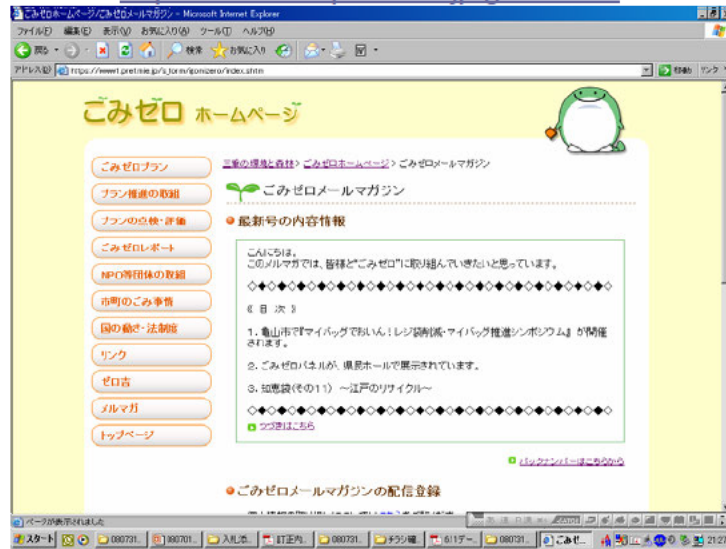 ごみゼロホームページ/ごみゼロメールマガジン - Microsoft Internet Explorer
ファイル(F) 編集(E) 表示(V) お気に入り(A) ツール(T) ヘルプ(H)
戻る 検索 お気に入り
アドレス(D) 移動 リンク
ごみゼロ ホームページ
三重の環境と森林> ごみゼロホームページ> ごみゼロメールマガジン
ごみゼロプラン
プラン推進の取組
プランの点検・評価
ごみゼロレポート
NPO等団体の取組
市町のごみ事情
国の動き・法制度
リンク
ゼロ吉
メルマガ
トップページ
ごみゼロメールマガジン
最新号の内容情報
こんにちは。
このメルマガでは、皆様と“ごみゼロ”に取り組んでいきたいと思っています。
◇◆◇◆◇◆◇◆◇◆◇◆◇◆◇◆◇◆◇◆◇◆◇◆◇◆◇◆◇◆◇◆◇
《 目 次 》
1. 亀山市で『マイバッグでおいん！レジ袋削減・マイバッグ推進シンポジウム』が開催
されます。
2. ごみゼロパネルが、県民ホールで展示されています。
3. 知恵袋(その11) ～江戸のリサイクル～
◇◆◇◆◇◆◇◆◇◆◇◆◇◆◇◆◇◆◇◆◇◆◇◆◇◆◇◆◇◆◇◆◇
つづきはこちら
バックナンバーはこちらから
ごみゼロメールマガジンの配信登録
ページが表示されました
スタート 080731... 080701... 080731... 6/1デー... 080731... ごみゼ... 21:27